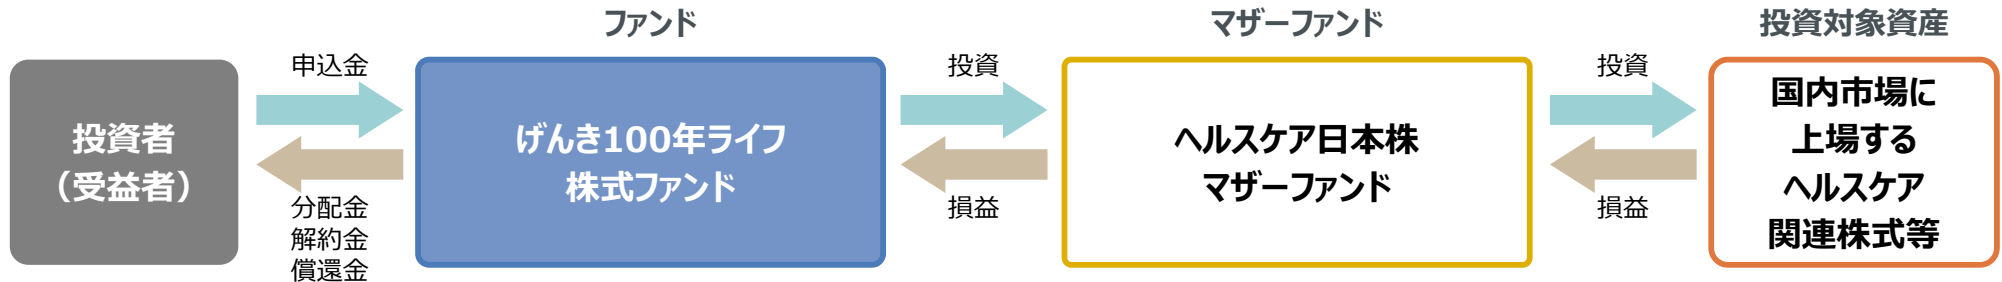 ファンド
マザーファンド
投資対象資産
投資者
（受益者）
申込金
分配金
解約金
償還金
げんき100年ライフ
株式ファンド
投資
損益
ヘルスケア日本株
マザーファンド
投資
損益
国内市場に
上場する
ヘルスケア
関連株式等